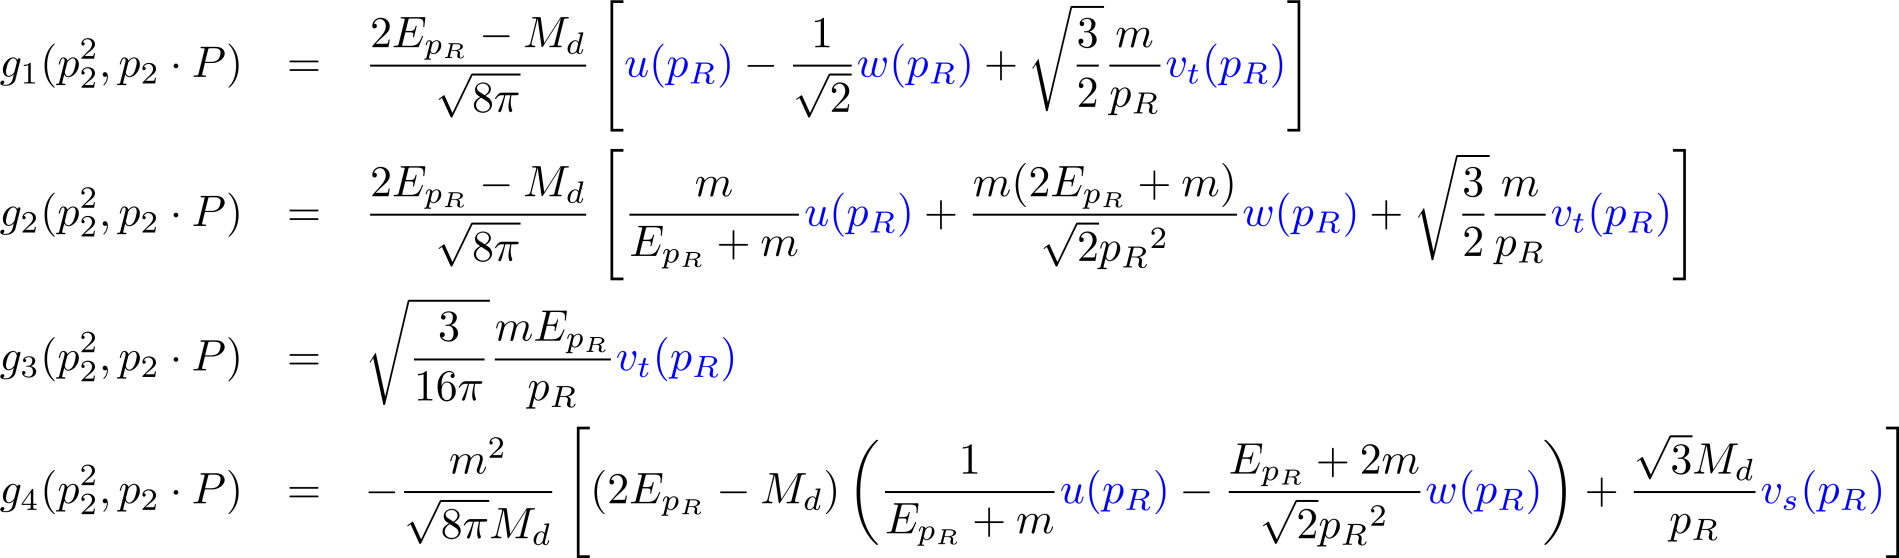 $g_1(p_2^2, p_2 \cdot P) = \frac{2E_{p_R} - M_d}{\sqrt{8\pi}} \left[ u(p_R) - \frac{1}{\sqrt{2}} w(p_R) + \sqrt{\frac{3}{2}} \frac{m}{p_R} v_t(p_R) \right]$
$g_2(p_2^2, p_2 \cdot P) = \frac{2E_{p_R} - M_d}{\sqrt{8\pi}} \left[ \frac{m}{E_{p_R} + m} u(p_R) + \frac{m(2E_{p_R} + m)}{\sqrt{2} {p_R}^2} w(p_R) + \sqrt{\frac{3}{2}} \frac{m}{p_R} v_t(p_R) \right]$
$g_3(p_2^2, p_2 \cdot P) = \sqrt{\frac{3}{16\pi}} \frac{m E_{p_R}}{p_R} v_t(p_R)$
$g_4(p_2^2, p_2 \cdot P) = -\frac{m^2}{\sqrt{8\pi} M_d} \left[ (2E_{p_R} - M_d) \left( \frac{1}{E_{p_R} + m} u(p_R) - \frac{E_{p_R} + 2m}{\sqrt{2} {p_R}^2} w(p_R) \right) + \frac{\sqrt{3} M_d}{p_R} v_s(p_R) \right]$